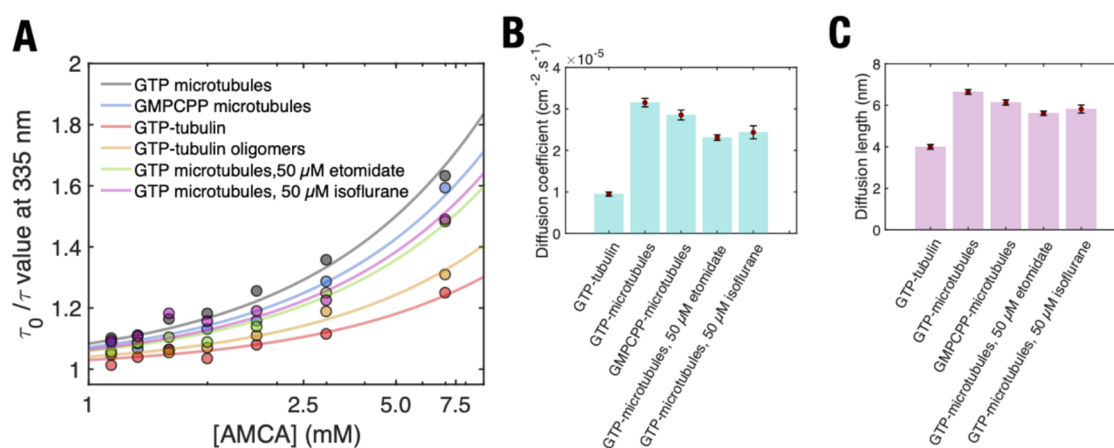 A
τ0/τ value at 335 nm
2
1.8
1.6
1.4
1.2
1
GTP microtubules
GMPCPP microtubules
GTP-tubulin
GTP-tubulin oligomers
GTP microtubules,50 µM etomidate
GTP microtubules, 50 µM isoflurane
1
2.5
5.0
7.5
[AMCA] (mM)
B
×10-5
Diffusion coefficient (cm-2s-1)
4
3
2
1
0
GTP-tubulin
GTP-microtubules
GMPCPP-microtubules
GTP-microtubules, 50 µM etomidate
GTP-microtubules, 50 µM isoflurane
C
Diffusion length (nm)
8
6
4
2
0
GTP-tubulin
GTP-microtubules
GMPCPP-microtubules
GTP-microtubules, 50 µM etomidate
GTP-microtubules, 50 µM isoflurane